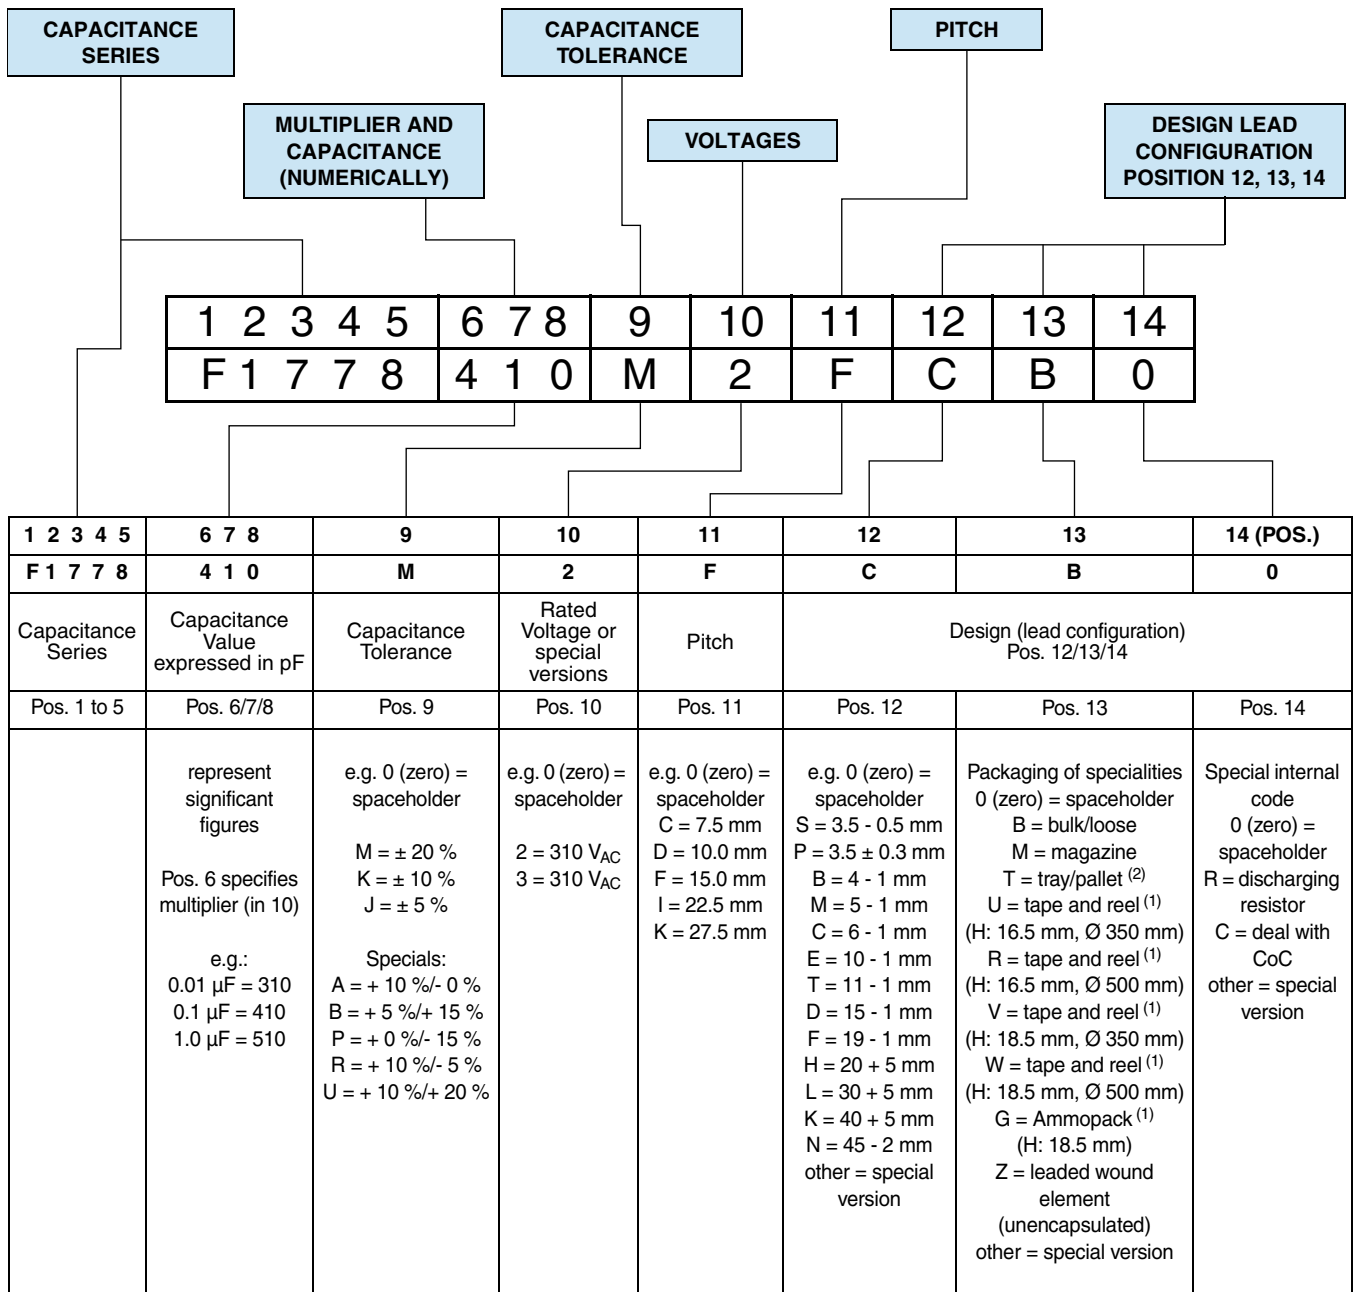 CAPACITANCE
SERIES
CAPACITANCE
TOLERANCE
PITCH
MULTIPLIER AND
CAPACITANCE
(NUMERICALLY)
VOLTAGES
DESIGN LEAD
CONFIGURATION
POSITION 12, 13, 14
1 2 3 4 5 6 7 8 9 10 11 12 13 14
F 1 7 7 8 4 1 0 M 2 F C B 0
1 2 3 4 5 6 7 8 9 10 11 12 13 14 (POS.)
F 1 7 7 8 4 1 0 M 2 F C B 0
Capacitance
Series
Capacitance
Value
expressed in pF
Capacitance
Tolerance
Rated
Voltage or
special
versions
Pitch
Design (lead configuration)
Pos. 12/13/14
Pos. 1 to 5 Pos. 6/7/8 Pos. 9 Pos. 10 Pos. 11 Pos. 12 Pos. 13 Pos. 14
represent
significant
figures
Pos. 6 specifies
multiplier (in 10)
e.g.:
0.01 µF = 310
0.1 µF = 410
1.0 µF = 510
e.g. 0 (zero) =
spaceholder
M = ± 20 %
K = ± 10 %
J = ± 5 %
Specials:
A = + 10 %/- 0 %
B = + 5 %/+ 15 %
P = + 0 %/- 15 %
R = + 10 %/- 5 %
U = + 10 %/+ 20 %
e.g. 0 (zero) =
spaceholder
2 = 310 VAC
3 = 310 VAC
e.g. 0 (zero) =
spaceholder
C = 7.5 mm
D = 10.0 mm
F = 15.0 mm
I = 22.5 mm
K = 27.5 mm
e.g. 0 (zero) =
spaceholder
S = 3.5 - 0.5 mm
P = 3.5 ± 0.3 mm
B = 4 - 1 mm
M = 5 - 1 mm
C = 6 - 1 mm
E = 10 - 1 mm
T = 11 - 1 mm
D = 15 - 1 mm
F = 19 - 1 mm
H = 20 + 5 mm
L = 30 + 5 mm
K = 40 + 5 mm
N = 45 - 2 mm
other = special
version
Packaging of specialities
0 (zero) = spaceholder
B = bulk/loose
M = magazine
T = tray/pallet (2)
U = tape and reel (1)
(H: 16.5 mm, Ø 350 mm)
R = tape and reel (1)
(H: 16.5 mm, Ø 500 mm)
V = tape and reel (1)
(H: 18.5 mm, Ø 350 mm)
W = tape and reel (1)
(H: 18.5 mm, Ø 500 mm)
G = Ammopack (1)
(H: 18.5 mm)
Z = leaded wound
element
(unencapsulated)
other = special version
Special internal
code
0 (zero) =
spaceholder
R = discharging
resistor
C = deal with
CoC
other = special
version